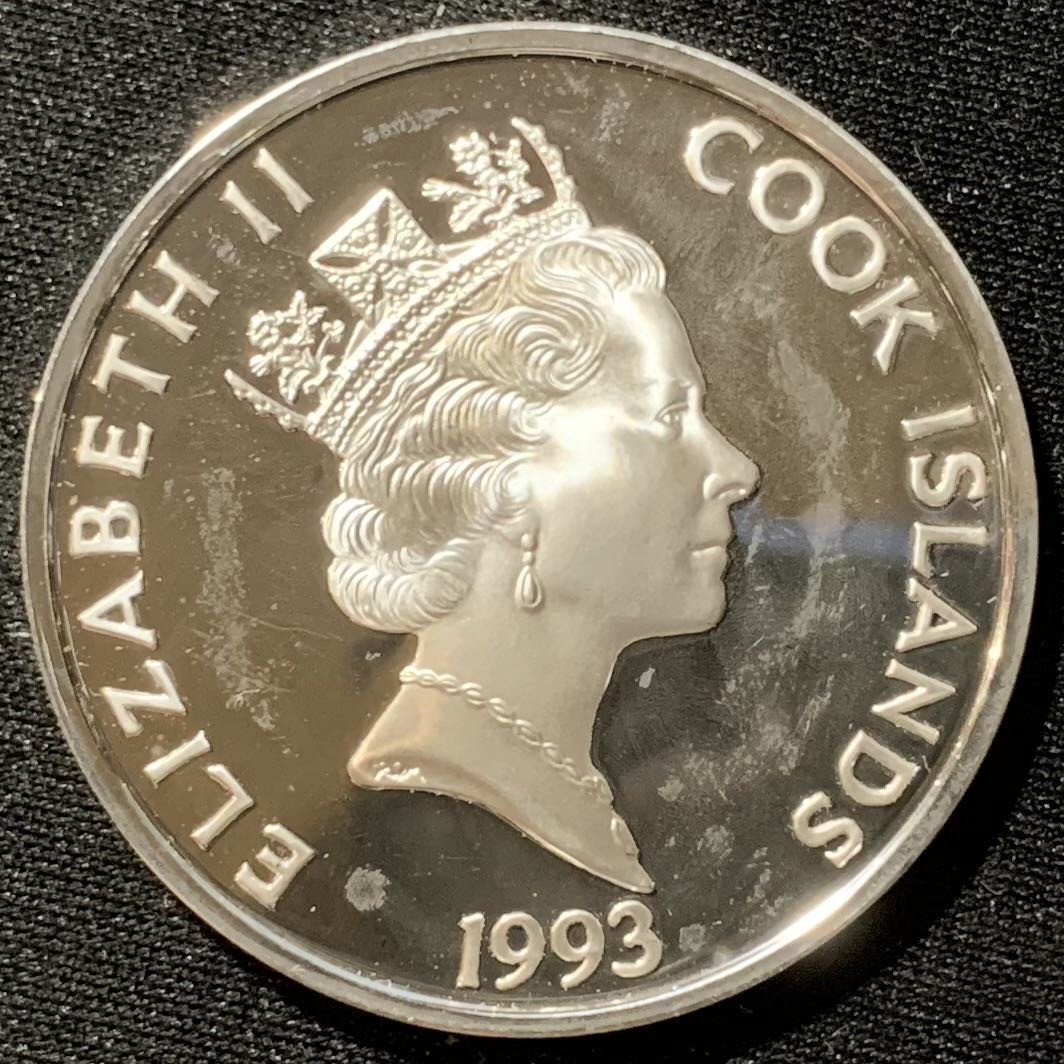 ELIZABETH II
COOK ISLANDS
1993